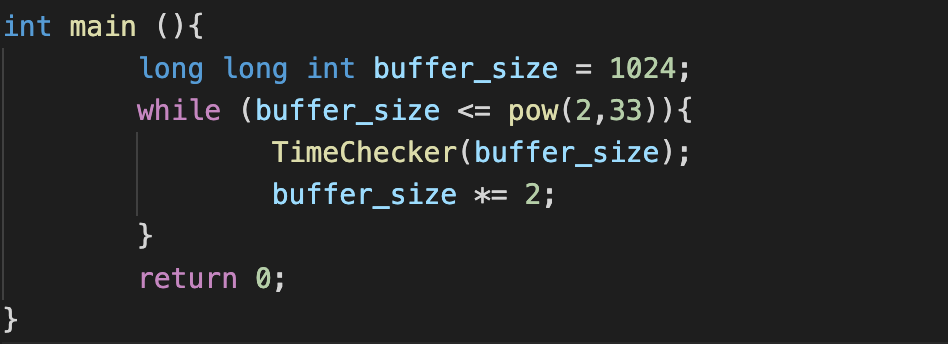 int main (){
long long int buffer_size = 1024;
while (buffer_size <= pow(2,33)){
TimeChecker(buffer_size);
buffer_size *= 2;
}
return 0;
}